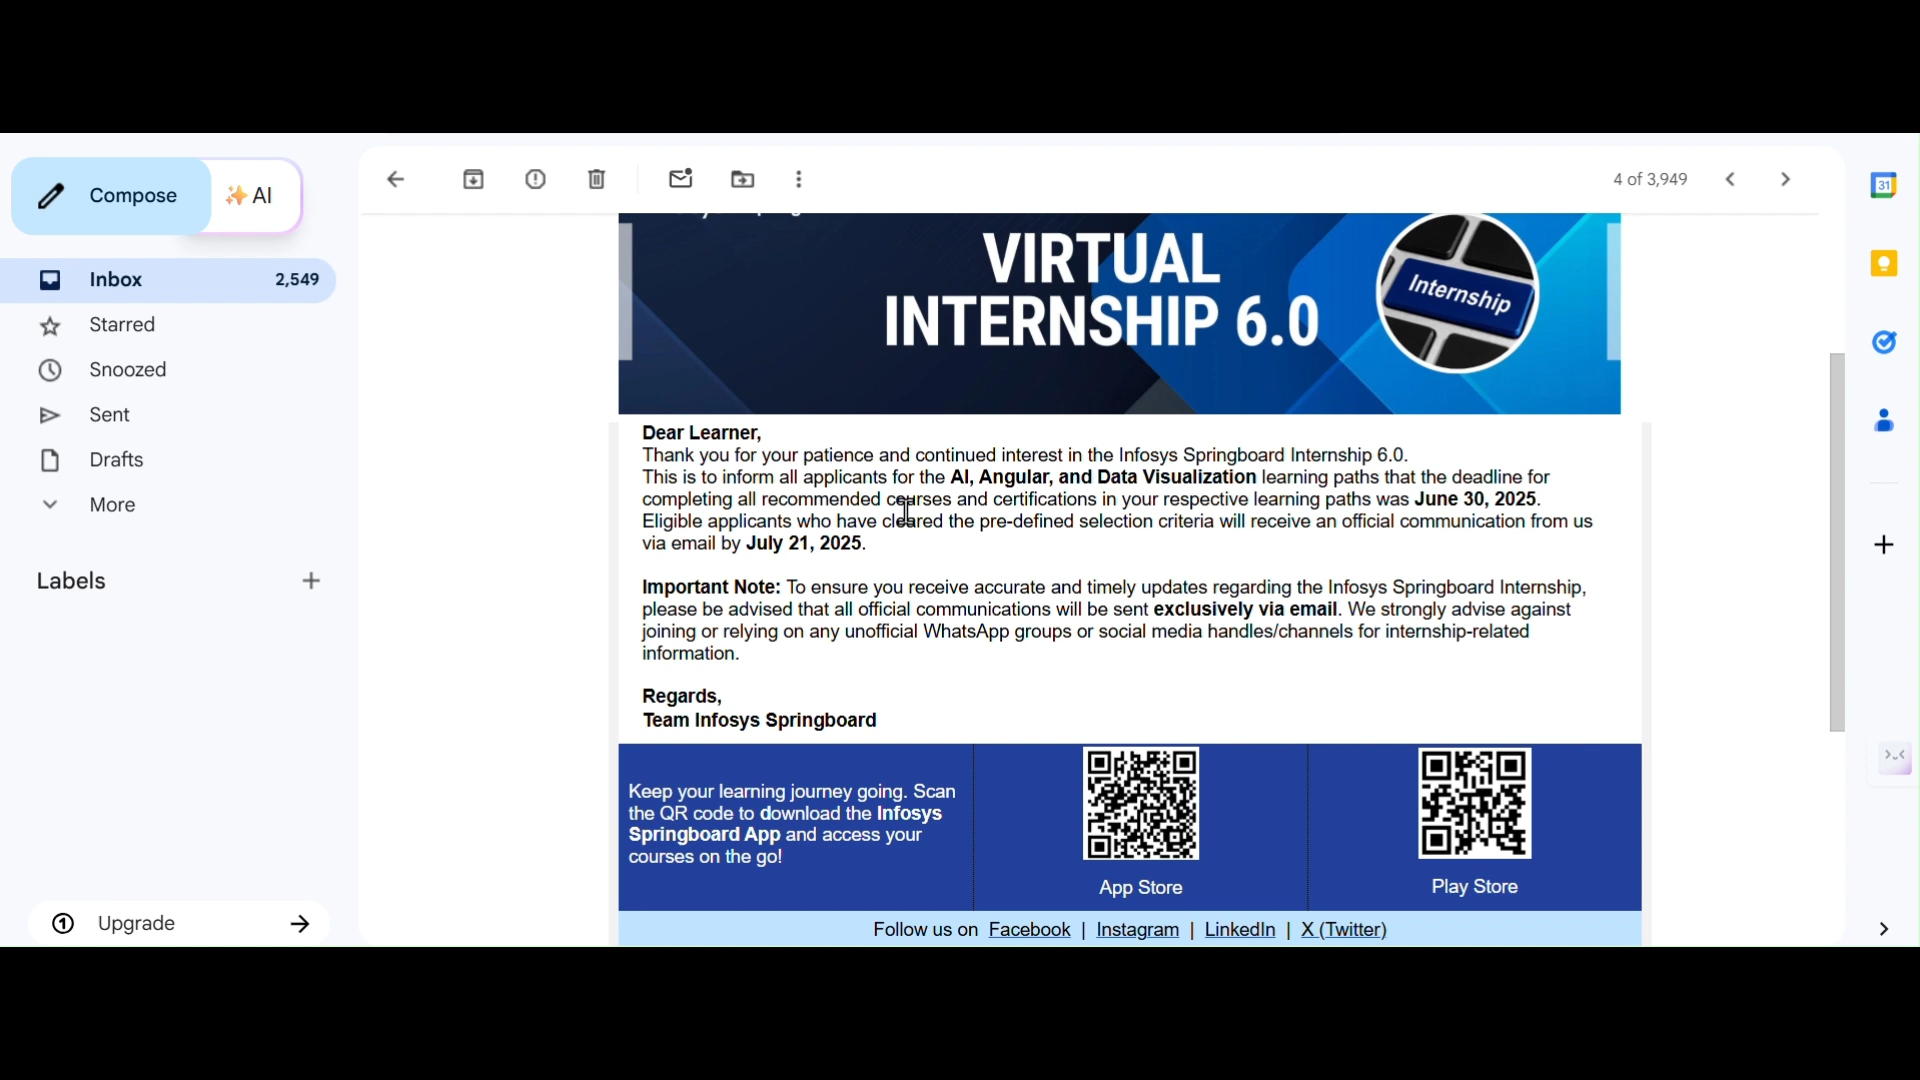 Compose
AI
4 of 3,949
31
Inbox 2,549
Starred
Snoozed
Sent
Drafts
More
Labels
Upgrade
VIRTUAL
INTERNSHIP 6.0
Internship
Dear Learner,
Thank you for your patience and continued interest in the Infosys Springboard Internship 6.0.
This is to inform all applicants for the AI, Angular, and Data Visualization learning paths that the deadline for
completing all recommended courses and certifications in your respective learning paths was June 30, 2025.
Eligible applicants who have cleared the pre-defined selection criteria will receive an official communication from us
via email by July 21, 2025.
Important Note: To ensure you receive accurate and timely updates regarding the Infosys Springboard Internship,
please be advised that all official communications will be sent exclusively via email. We strongly advise against
joining or relying on any unofficial WhatsApp groups or social media handles/channels for internship-related
information.
Regards,
Team Infosys Springboard
Keep your learning journey going. Scan
the QR code to download the Infosys
Springboard App and access your
courses on the go!
App Store
Play Store
Follow us on Facebook | Instagram | LinkedIn | X (Twitter)